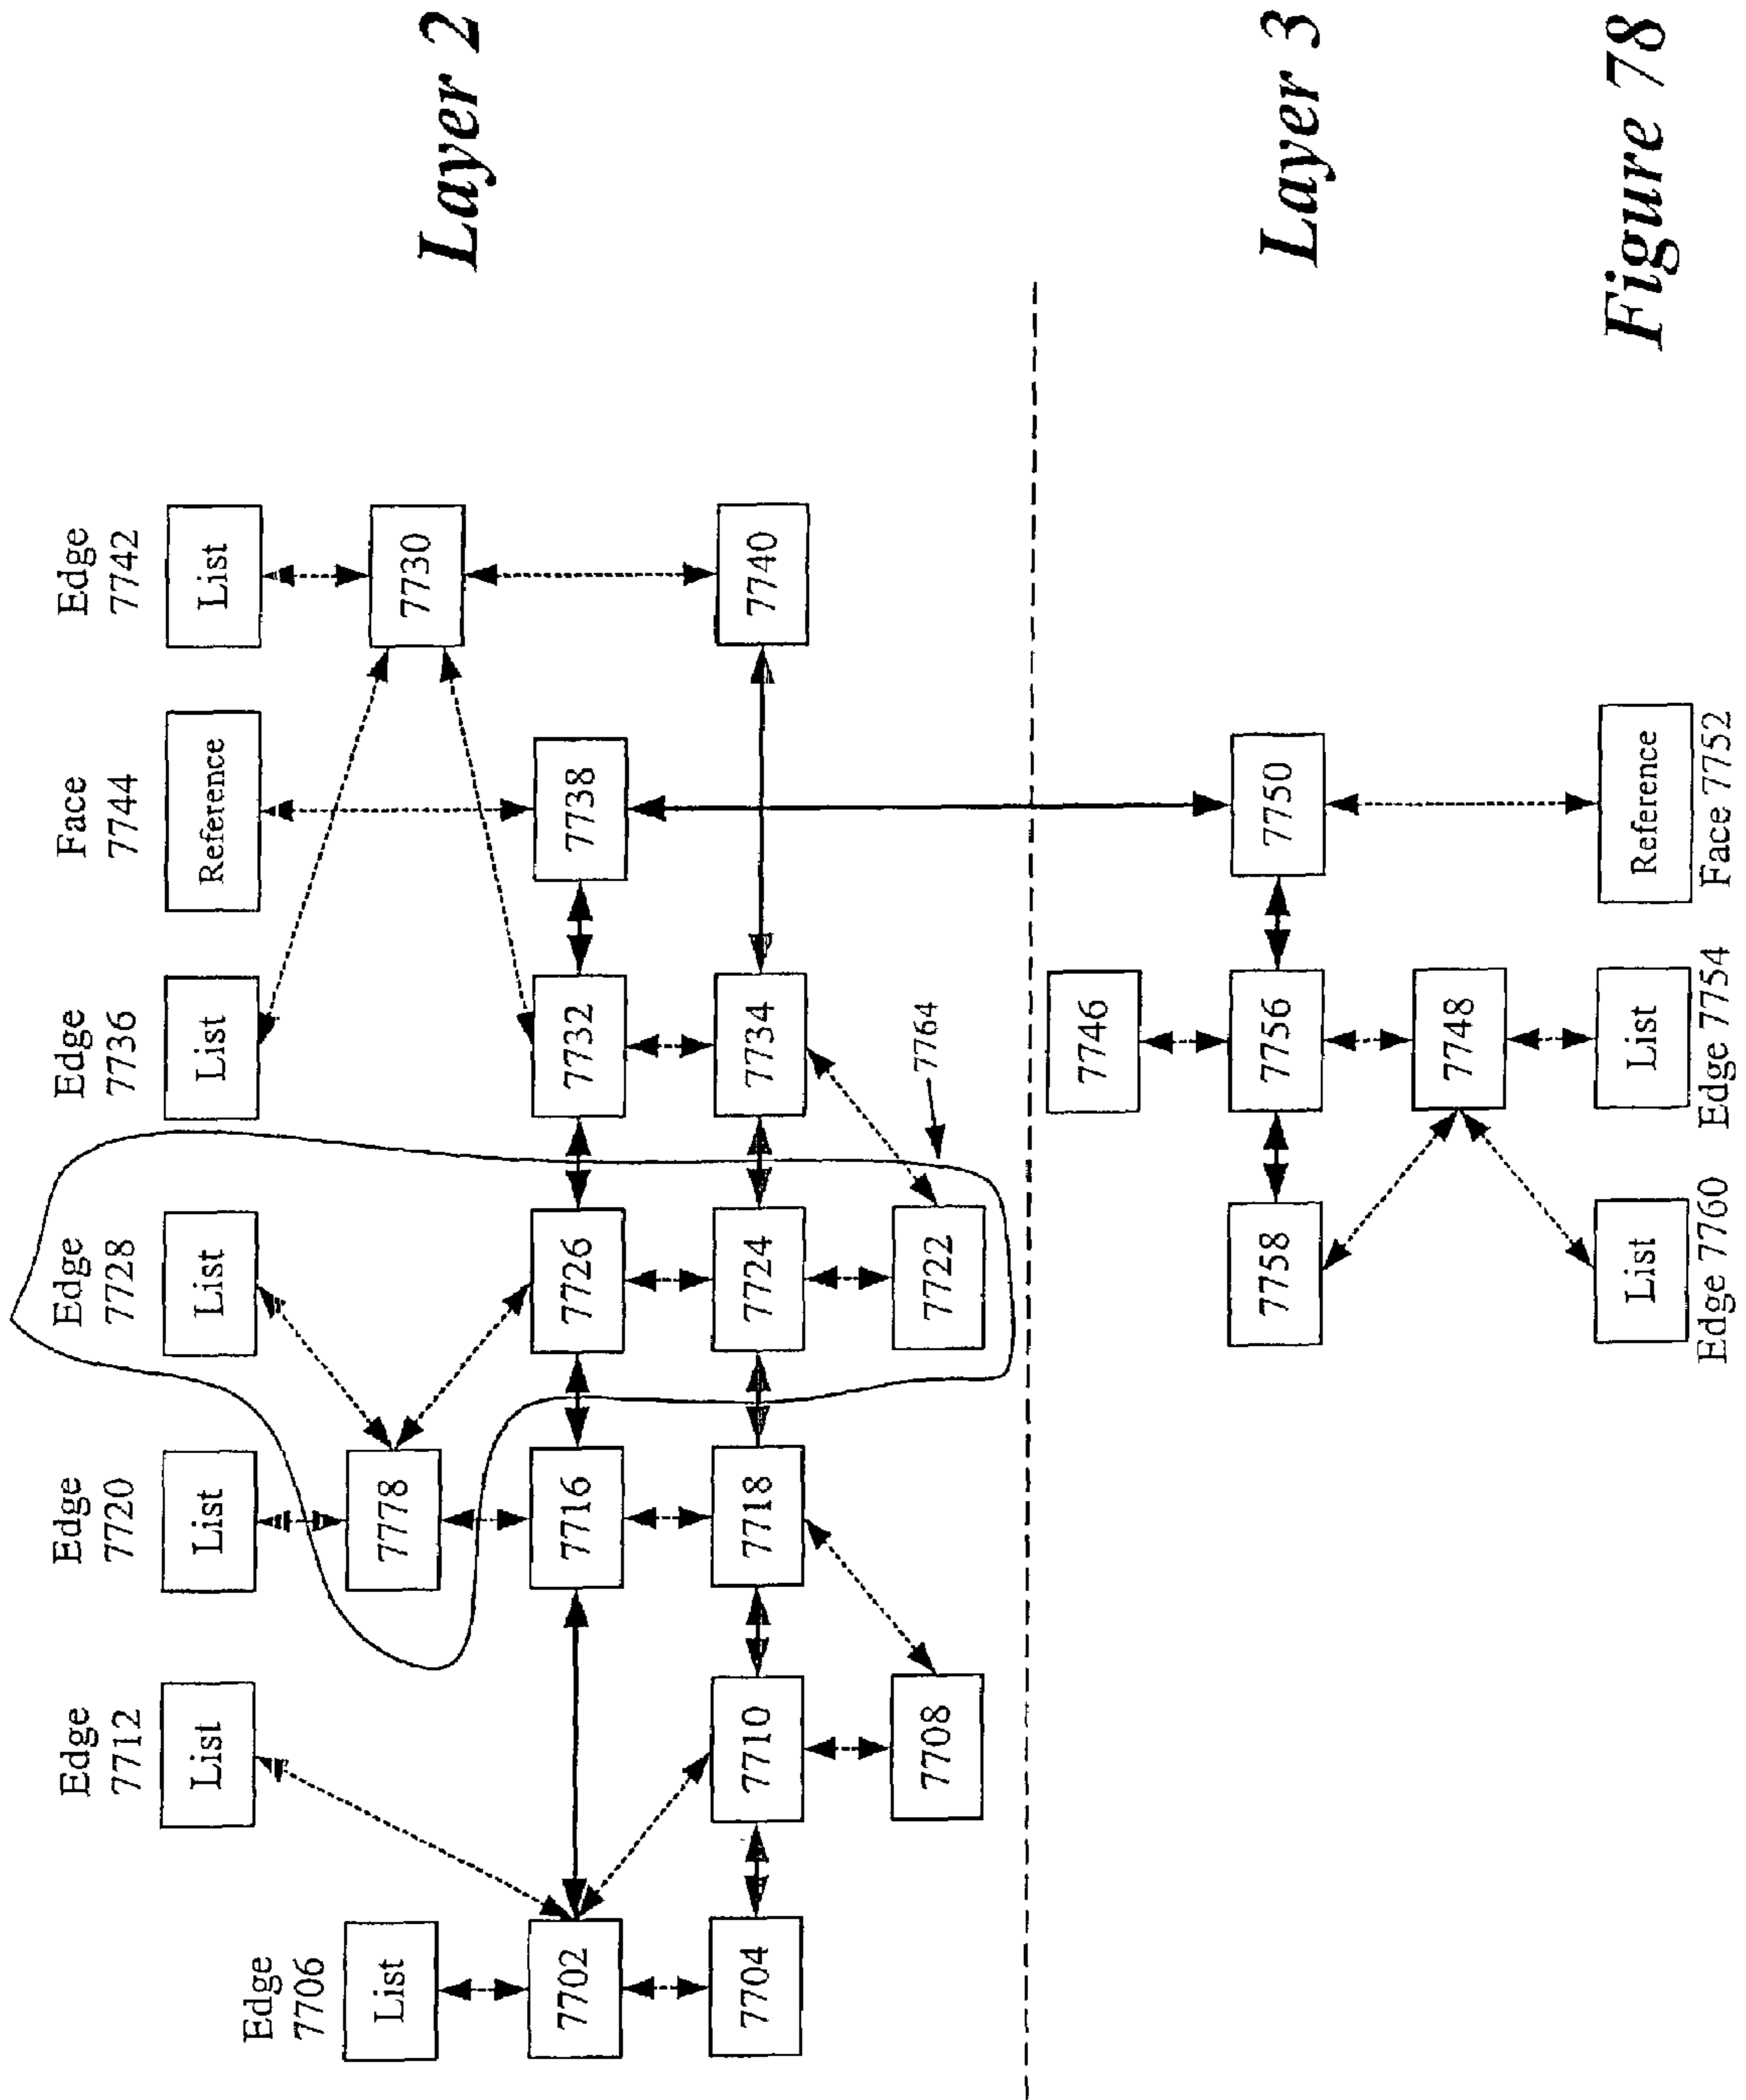 Edge
7706
Edge
7712
Edge
7720
Edge
7728
Edge
7736
Face
7744
Edge
7742
List
List
List
List
Reference
List
List
7778
7730
Layer 2
7702
7716
7726
7732
7738
7704
7710
7718
7724
7734
7740
7708
7722
7764
7746
7758
7756
7750
Layer 3
7748
List
List
Reference
Edge 7760
Edge 7754
Face 7752
Figure 78